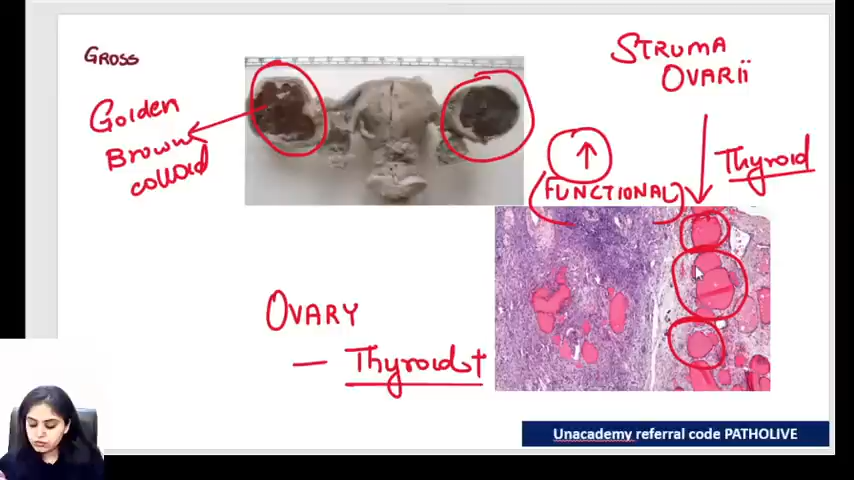 GROSS
Golden
Brown
colloid
STRUMA
OVARii
Thyroid
↑
FUNCTIONAL
OVARY
— Thyroid +
Unacademy referral code PATHOLIVE